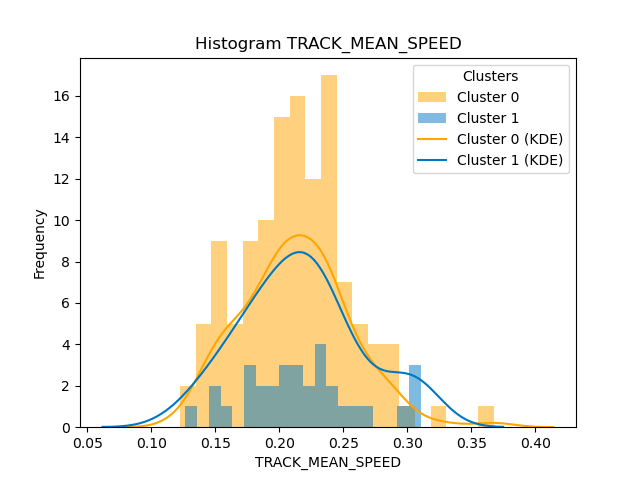 Histogram TRACK_MEAN_SPEED
Clusters
Cluster 0
Cluster 1
Cluster 0 (KDE)
Cluster 1 (KDE)
Frequency
16
14
12
10
8
6
4
2
0
0.05 0.10 0.15 0.20 0.25 0.30 0.35 0.40
TRACK_MEAN_SPEED